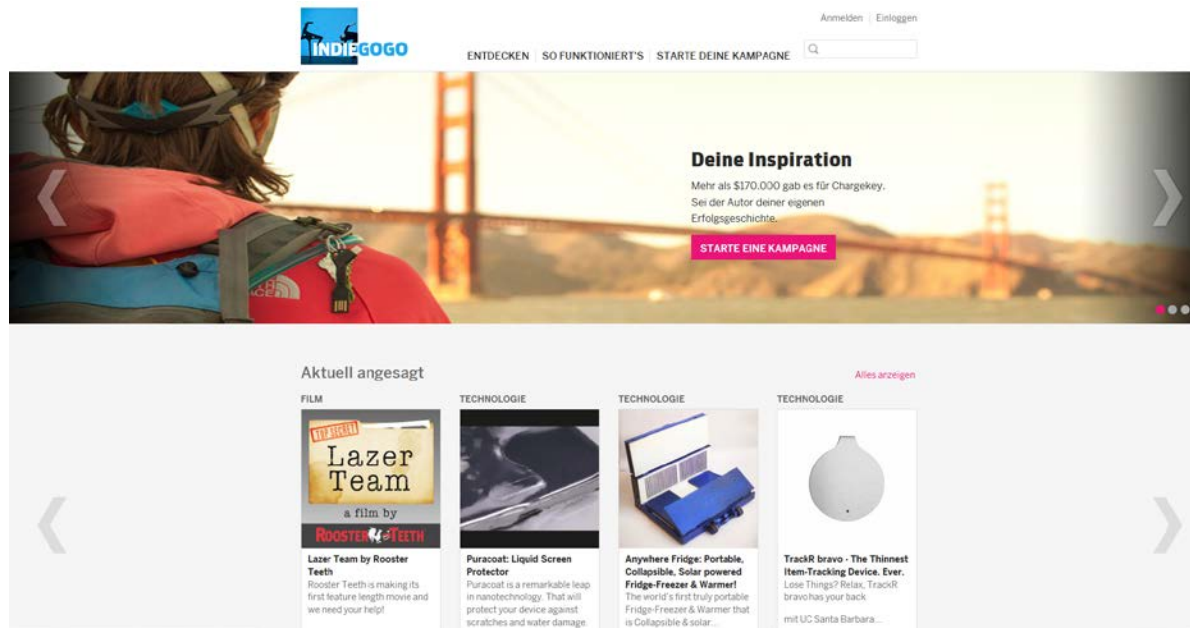 Anmelden | Einloggen
INDIEGOGO
ENTDECKEN | SO FUNKTIONIERT'S | STARTE DEINE KAMPAGNE
Deine Inspiration
Mehr als $170.000 gab es für Chargekey.
Sei der Autor deiner eigenen
Erfolgsgeschichte.
STARTE EINE KAMPAGNE
Aktuell angesagt
Alles anzeigen
FILM
TOP SECRET
Lazer
Team
a film by
ROOSTER TEETH
Lazer Team by Rooster
Teeth
Rooster Teeth is making its
first feature length movie and
we need your help!
TECHNOLOGIE
Puracoat: Liquid Screen
Protector
Puracoat is a remarkable leap
in nanotechnology. That will
protect your device against
scratches and water damage.
TECHNOLOGIE
Anywhere Fridge: Portable,
Collapsible, Solar powered
Fridge-Freezer & Warmer!
The world's first truly portable
Fridge-Freezer & Warmer that
is Collapsible & solar...
TECHNOLOGIE
TrackR bravo - The Thinnest
Item-Tracking Device. Ever.
Lose Things? Relax, TrackR
bravo has your back
mit UC Santa Barbara...